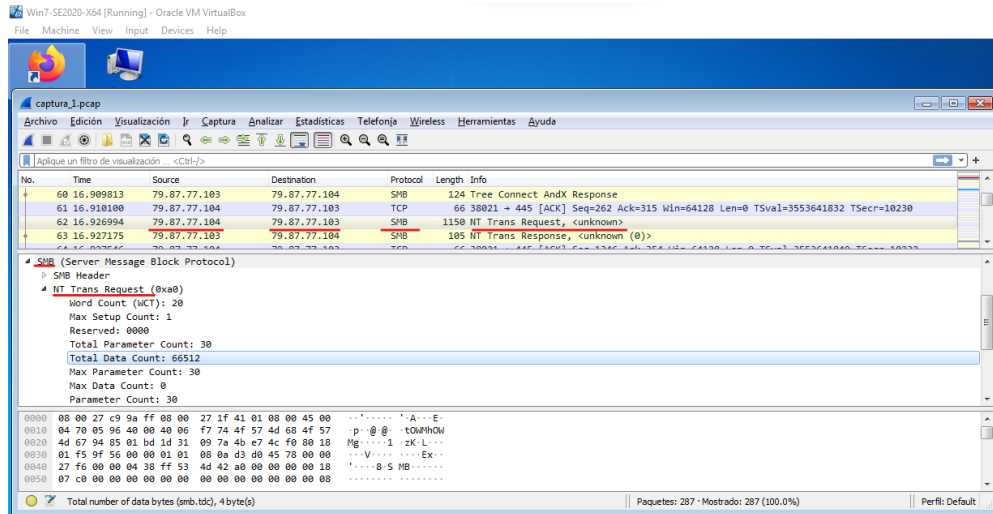 Win7-SE2020-X64 [Running] - Oracle VM VirtualBox
File Machine View Input Devices Help
captura_1.pcap
Archivo Edición Visualización Ir Captura Analizar Estadísticas Telefonía Wireless Herramientas Ayuda
Aplique un filtro de visualización ... <Ctrl-/>
No. Time Source Destination Protocol Length Info
60 16.909813 79.87.77.103 79.87.77.104 SMB 124 Tree Connect AndX Response
61 16.910100 79.87.77.104 79.87.77.103 TCP 66 38021 → 445 [ACK] Seq=262 Ack=315 Win=64128 Len=0 TSval=3553641832 TSecr=10230
62 16.926994 79.87.77.104 79.87.77.103 SMB 1150 NT Trans Request, <unknown>
63 16.927175 79.87.77.103 79.87.77.104 SMB 105 NT Trans Response, <unknown (0)>
SMB (Server Message Block Protocol)
SMB Header
NT Trans Request (0xa0)
Word Count (WCT): 20
Max Setup Count: 1
Reserved: 0000
Total Parameter Count: 30
Total Data Count: 66512
Max Parameter Count: 30
Max Data Count: 0
Parameter Count: 30
0000 08 00 27 c9 9a ff 08 00 27 1f 41 01 08 00 45 00 ··'····· '·A···E·
0010 04 70 05 96 40 00 40 06 f7 74 4f 57 4d 68 4f 57 ·p··@·@· ·tOWMhOW
0020 4d 67 94 85 01 bd 1d 31 09 7a 4b e7 4c f0 80 18 Mg·····1 ·zK·L···
0030 01 f5 9f 56 00 00 01 01 08 0a d3 d0 45 78 00 00 ···V···· ····Ex··
0040 27 f6 00 00 04 38 ff 53 4d 42 a0 00 00 00 00 18 '····8·S MB······
0050 07 c0 00 00 00 00 00 00 00 00 00 00 00 00 00 08 ········ ········
Total number of data bytes (smb.tdc), 4 byte(s) Paquetes: 287 · Mostrado: 287 (100.0%) Perfil: Default